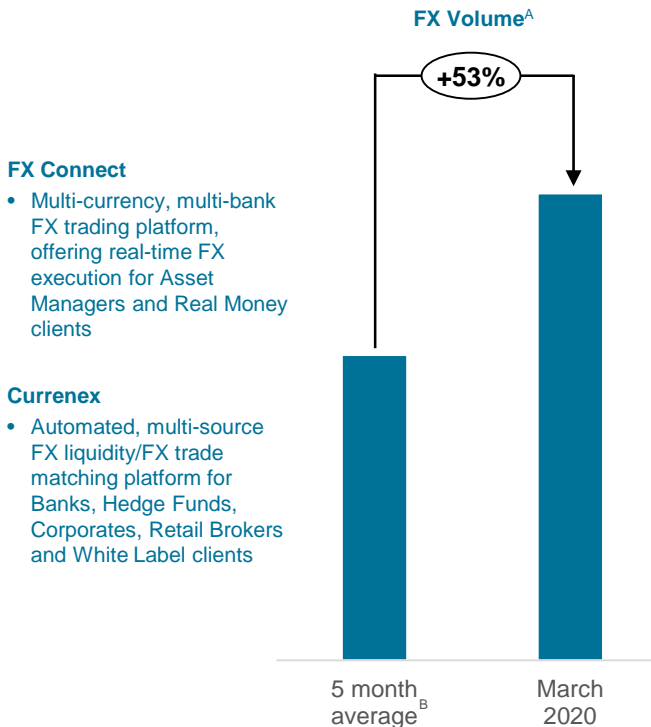 FX Volume^A
+53%
FX Connect
• Multi-currency, multi-bank
FX trading platform,
offering real-time FX
execution for Asset
Managers and Real Money
clients
Currenex
• Automated, multi-source
FX liquidity/FX trade
matching platform for
Banks, Hedge Funds,
Corporates, Retail Brokers
and White Label clients
5 month
average^B
March
2020